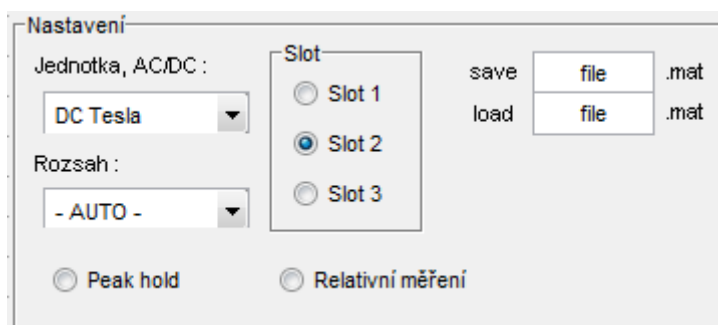 Nastavení
Jednotka, AC/DC :
DC Tesla
Rozsah :
- AUTO -
Slot
Slot 1
Slot 2
Slot 3
save file .mat
load file .mat
Peak hold
Relativní měření